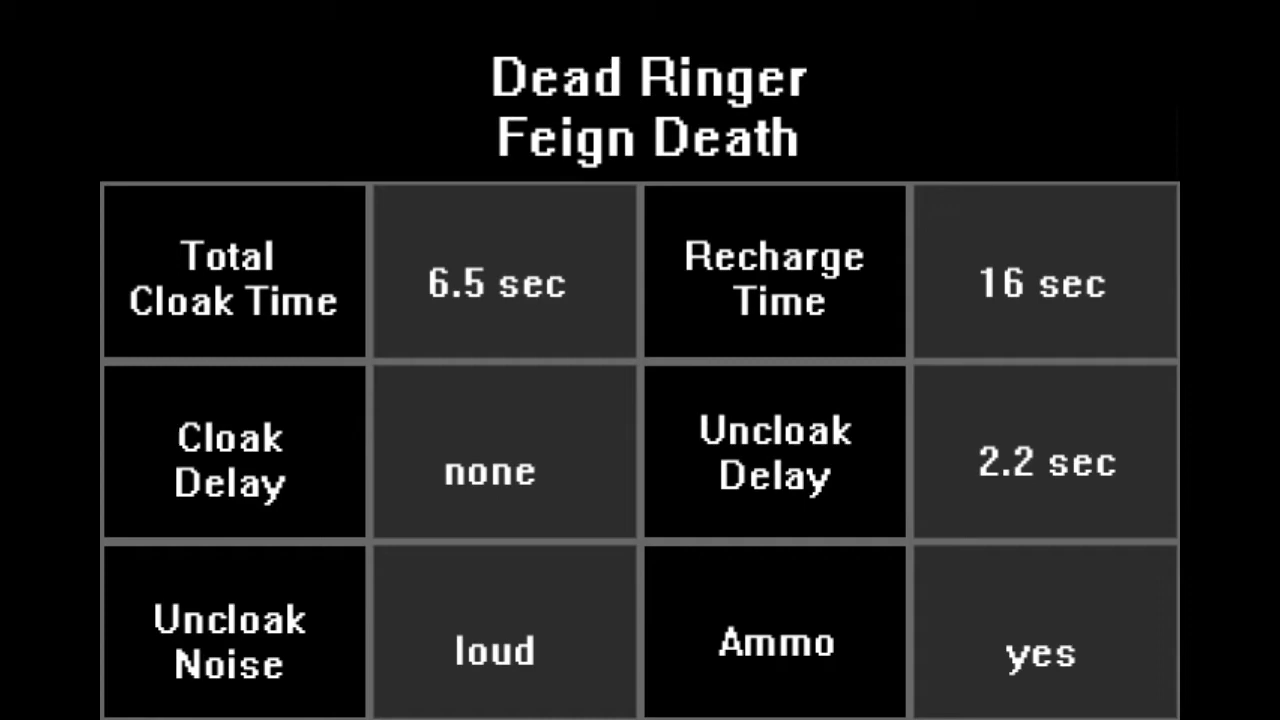 Dead Ringer
Feign Death
Total
Cloak Time
6.5 sec
Recharge
Time
16 sec
Cloak
Delay
none
Uncloak
Delay
2.2 sec
Uncloak
Noise
loud
Ammo
yes